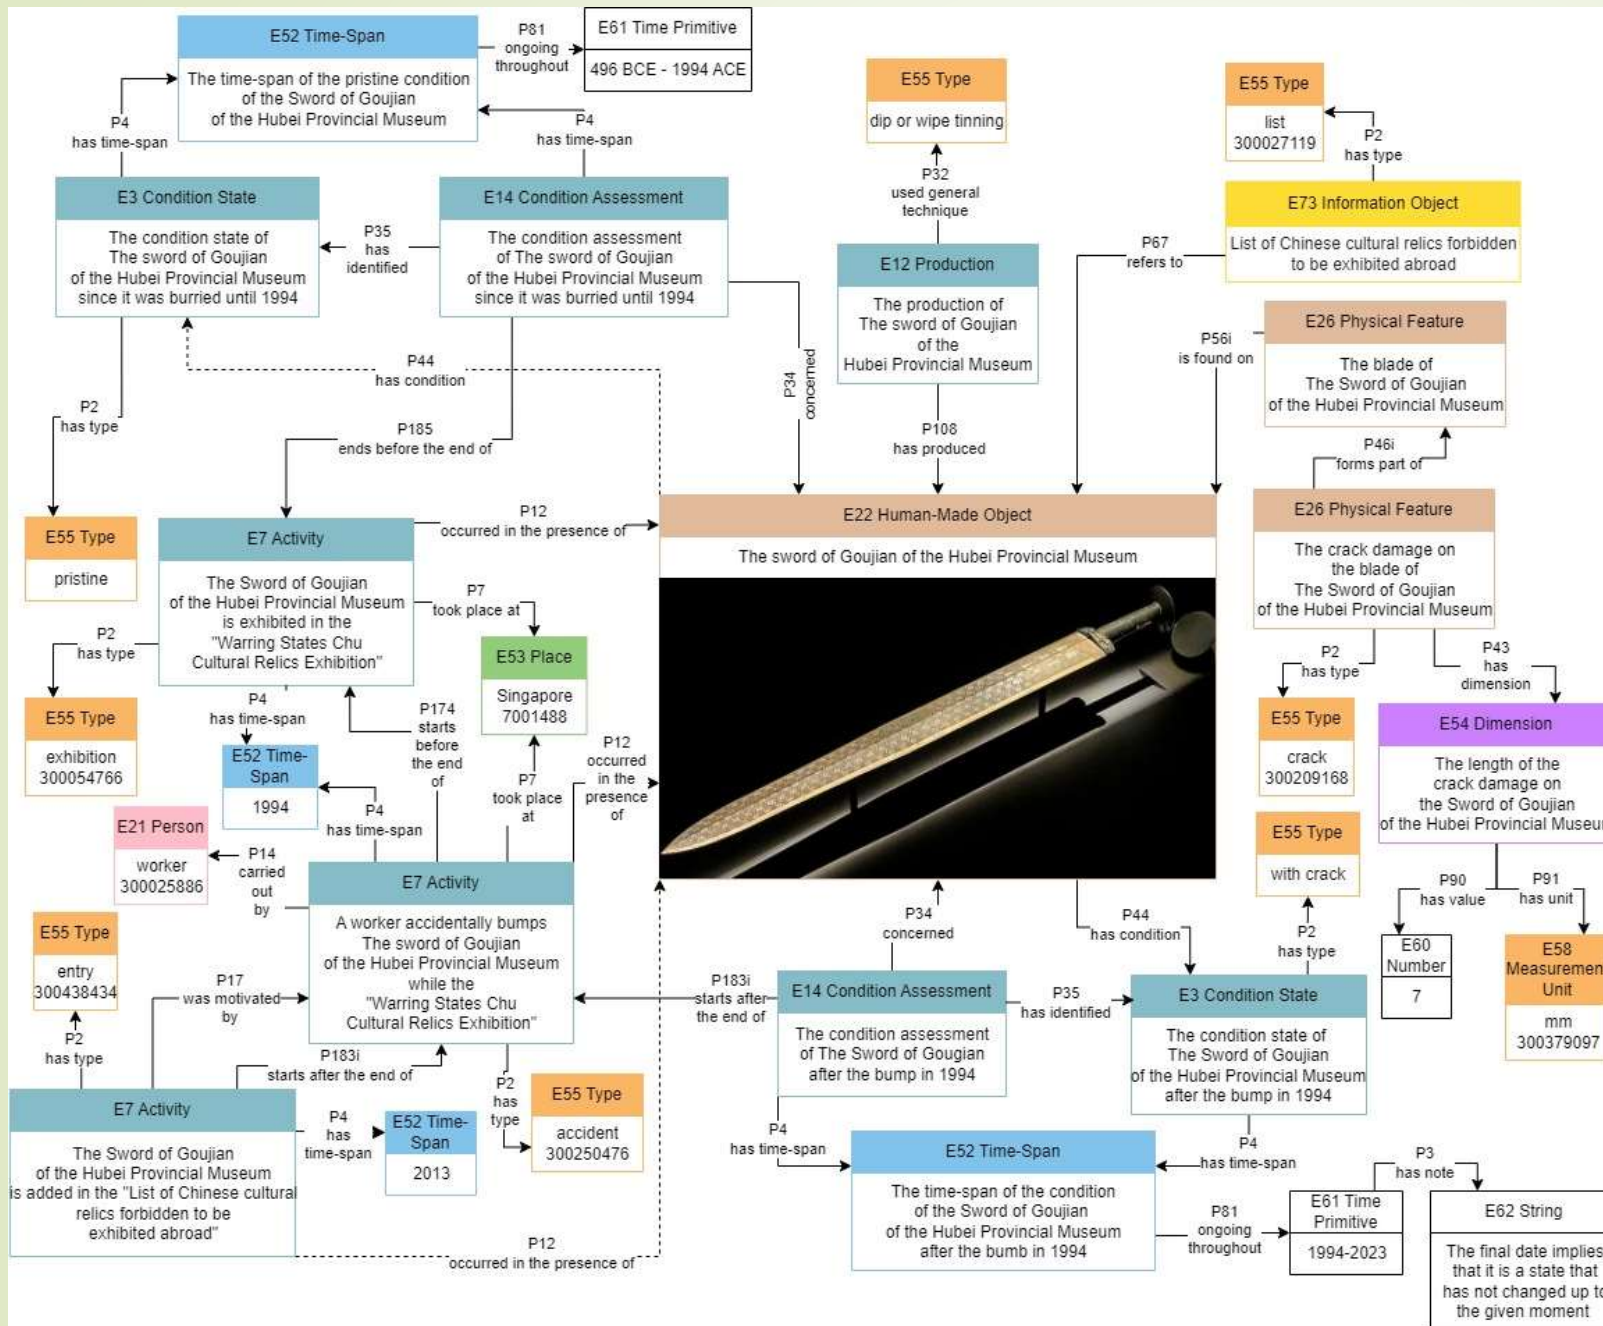 E52 Time-Span
The time-span of the pristine condition
of the Sword of Goujian
of the Hubei Provincial Museum
P81
ongoing
throughout
E61 Time Primitive
496 BCE - 1994 ACE
P4
has time-span
P4
has time-span
E55 Type
dip or wipe tinning
E55 Type
list
300027119
P2
has type
E3 Condition State
The condition state of
The sword of Goujian
of the Hubei Provincial Museum
since it was burried until 1994
P35
has
identified
E14 Condition Assessment
The condition assessment
of The sword of Goujian
of the Hubei Provincial Museum
since it was burried until 1994
P32
used general
technique
E73 Information Object
List of Chinese cultural relics forbidden
to be exhibited abroad
P67
refers to
E12 Production
The production of
The sword of Goujian
of the
Hubei Provincial Museum
E26 Physical Feature
The blade of
The Sword of Goujian
of the Hubei Provincial Museum
P56i
is found on
P44
has condition
P34
concerned
P2
has type
P185
ends before the end of
P108
has produced
P46i
forms part of
E55 Type
pristine
E7 Activity
The Sword of Goujian
of the Hubei Provincial Museum
is exhibited in the
"Warring States Chu
Cultural Relics Exhibition"
P12
occurred in the presence of
E22 Human-Made Object
The sword of Goujian of the Hubei Provincial Museum
E26 Physical Feature
The crack damage on
the blade of
The Sword of Goujian
of the Hubei Provincial Museum
P7
took place at
P2
has type
E53 Place
Singapore
7001488
P2
has type
P43
has
dimension
E55 Type
exhibition
300054766
P4
has time-span
P174
starts
before
the end
of
E52 Time-
Span
1994
P7
took place
at
P12
occurred
in the
presence
of
E55 Type
crack
300209168
E54 Dimension
The length of the
crack damage on
the Sword of Goujian
of the Hubei Provincial Museum
P4
has time-span
E21 Person
worker
300025886
P14
carried
out
by
E7 Activity
A worker accidentally bumps
The sword of Goujian
of the Hubei Provincial Museum
while the
"Warring States Chu
Cultural Relics Exhibition"
E55 Type
with crack
P90
has value
P91
has unit
E55 Type
entry
300438434
P34
concerned
P44
has condition
P2
has type
E60
Number
7
E58
Measurement
Unit
mm
300379097
P17
was motivated
by
P183i
starts after
the end of
E14 Condition Assessment
The condition assessment
of The Sword of Gougian
after the bump in 1994
P35
has identified
E3 Condition State
The condition state of
The Sword of Goujian
of the Hubei Provincial Museum
after the bump in 1994
P2
has type
P183i
starts after the end of
E7 Activity
The Sword of Goujian
of the Hubei Provincial Museum
is added in the "List of Chinese cultural
relics forbidden to be
exhibited abroad"
P4
has
time-span
E52 Time-
Span
2013
P2
has
type
E55 Type
accident
300250476
P4
has time-span
P4
has time-span
E52 Time-Span
The time-span of the condition
of the Sword of Goujian
of the Hubei Provincial Museum
after the bumb in 1994
P81
ongoing
throughout
E61 Time
Primitive
1994-2023
P3
has note
E62 String
The final date implies
that it is a state that
has not changed up to
the given moment
P12
occurred in the presence of